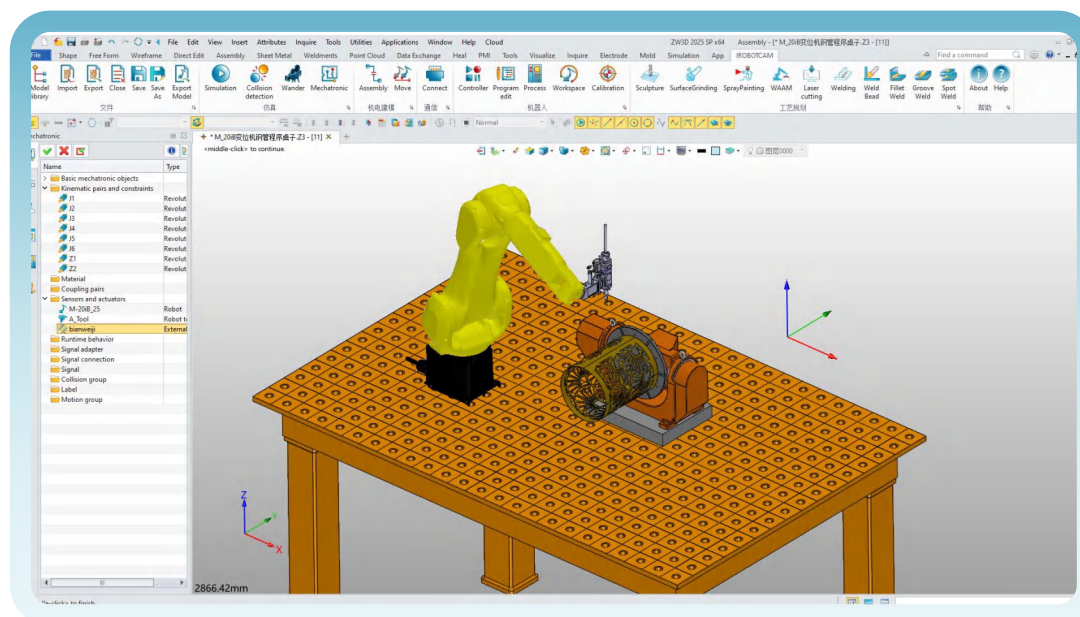 File Edit View Insert Attributes Inquire Tools Utilities Applications Window Help Cloud ZW3D 2025 SP x64 Assembly - [* M_20iB变位机钢管程序桌子.Z3 - [11]]
File Shape Free Form Wireframe Direct Edit Assembly Sheet Metal Weldments Point Cloud Data Exchange Heal PMI Tools Visualize Inquire Electrode Mold Simulation App IROBOTCAM Find a command
Model Import Export Close Save Save Export Simulation Collision Wander Mechatronic Assembly Move Connect Controller Program Process Workspace Calibration Sculpture SurfaceGrinding SprayPainting WAAM Laser Welding Weld Fillet Groove Spot About Help
library As Model detection edit cutting Bead Weld Weld Weld
文件 仿真 机电建模 通信 机器人 工艺规划 帮助
Normal
chatronic
* M_20iB变位机钢管程序桌子.Z3 - [11]
<middle-click> to continue.
图层0000
Name Type
Basic mechatronic objects
Kinematic pairs and constraints
J1 Revolut
J2 Revolut
J3 Revolut
J4 Revolut
J5 Revolut
J6 Revolut
Z1 Revolut
Z2 Revolut
Material
Coupling pairs
Sensors and actuators
M-20iB_25 Robot
A_Tool Robot t
bianweiji External
Runtime behavior
Signal adapter
Signal connection
Signal
Collision group
Label
Motion group
Z
Y
X
2866.42mm